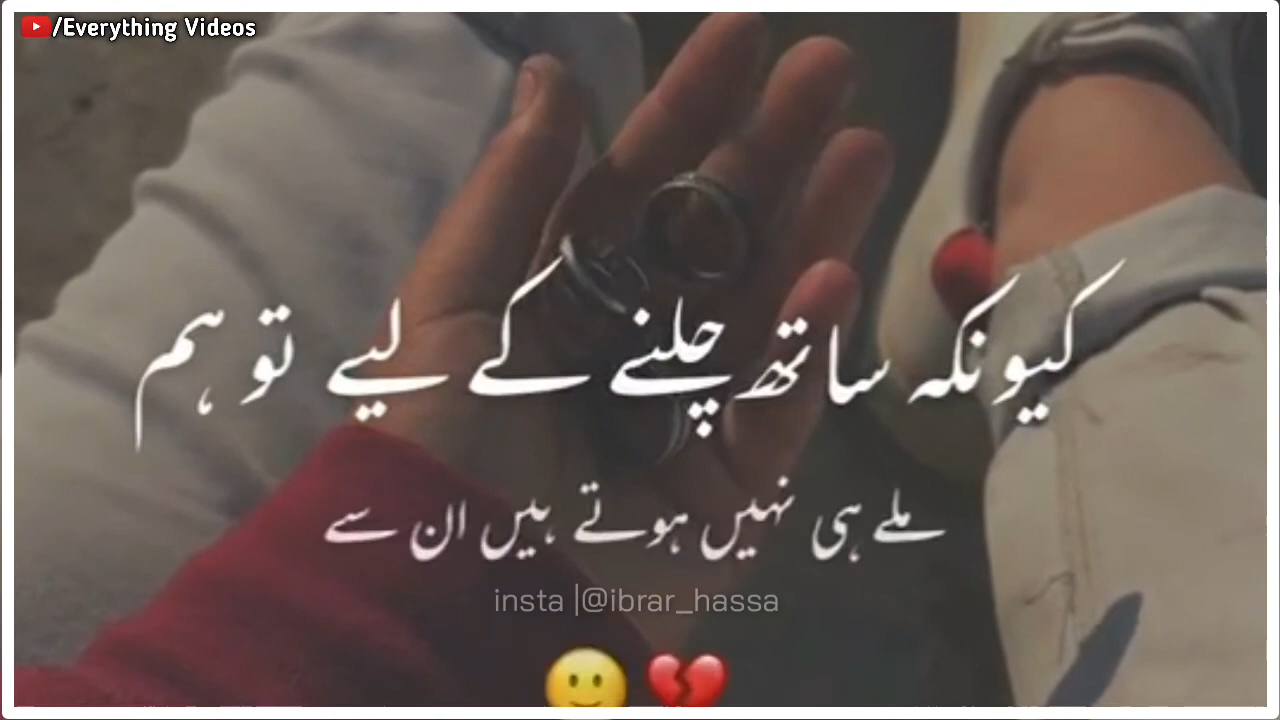 /Everything Videos
کیونکہ ساتھ چلنے کے لیے تو ہم
ملے ہی نہیں ہوتے ہیں ان سے
insta |@ibrar_hassa